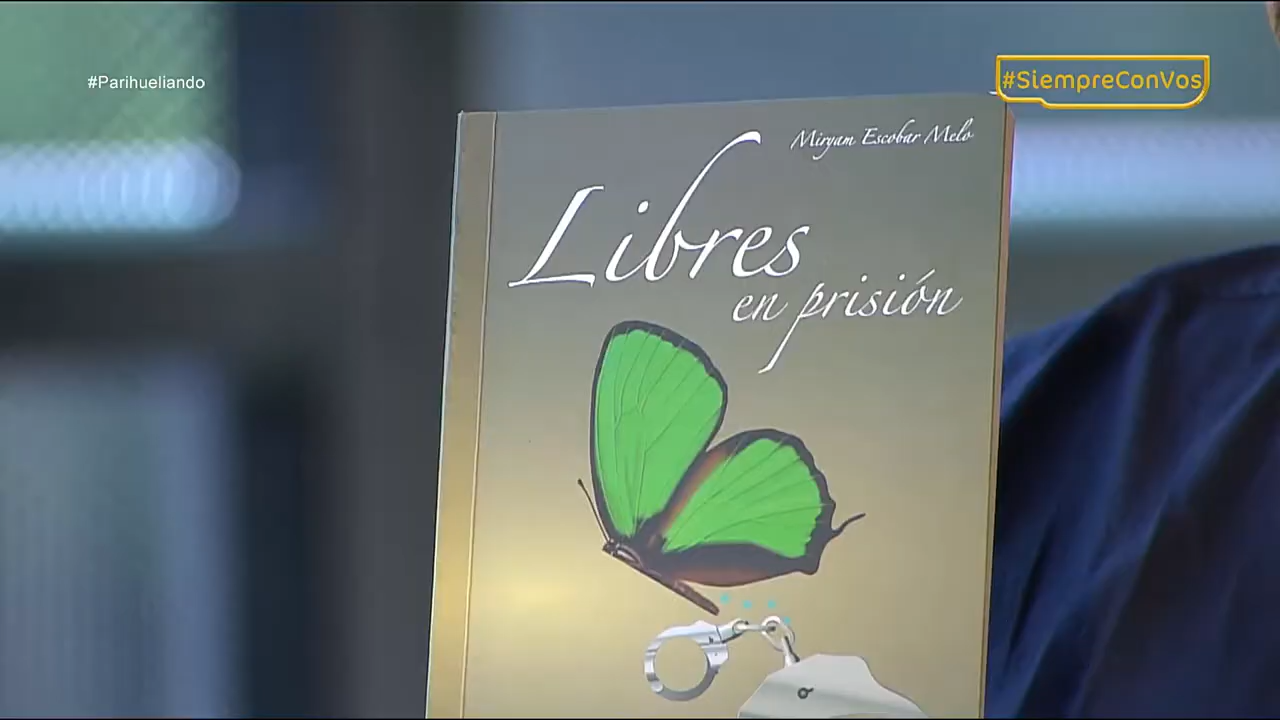 #Parihueliando
#SiempreConVos
Miryam Escobar Melo
Libres
en prisión